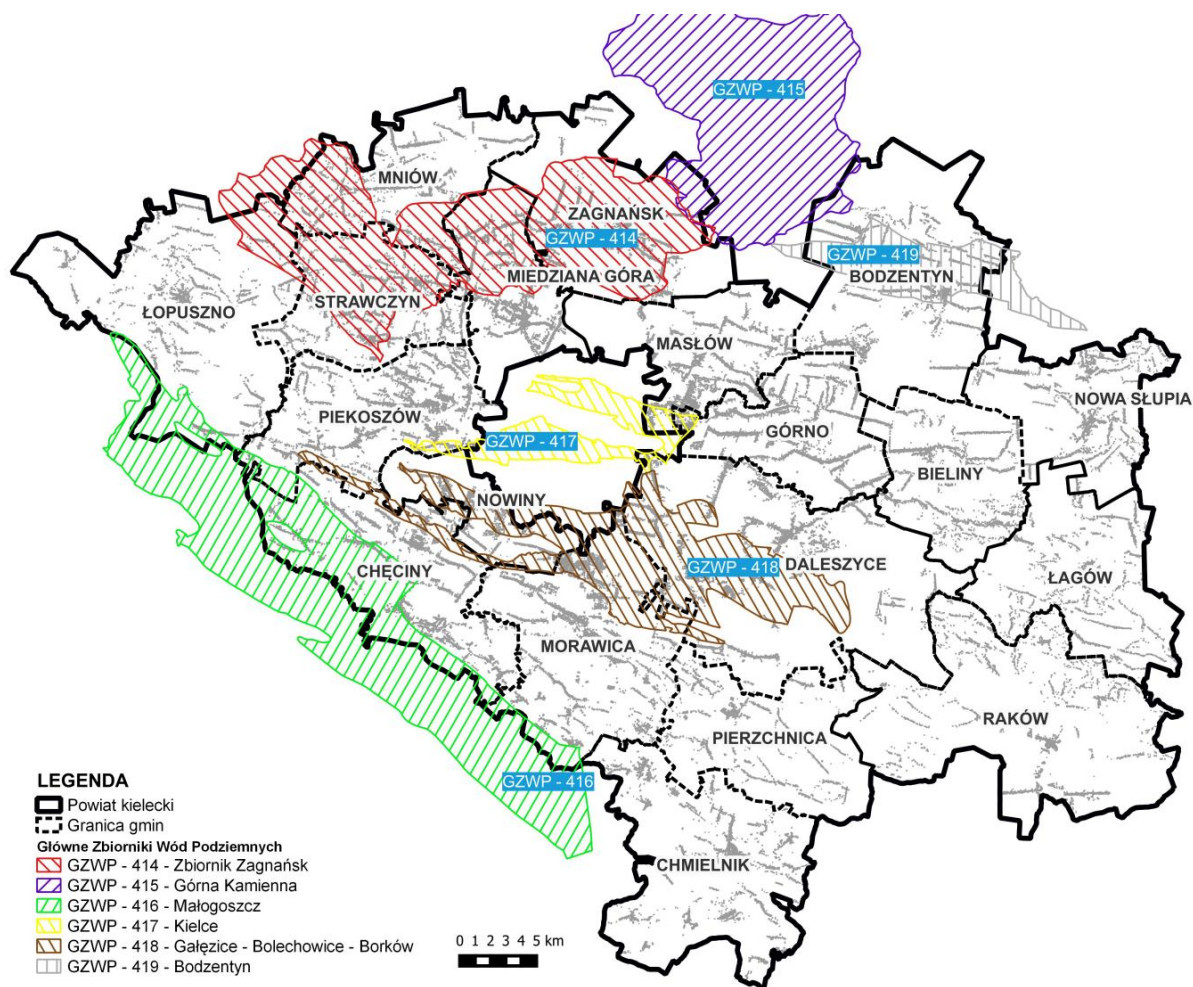 GZWP - 415
MNIÓW
ZAGNAŃSK
GZWP - 414
GZWP - 419
MIEDZIANA GÓRA
BODZENTYN
STRAWCZYN
ŁOPUSZNO
MASŁÓW
NOWA SŁUPIA
PIEKOSZÓW
GÓRNO
GZWP - 417
BIELINY
NOWINY
CHĘCINY
GZWP - 418
DALESZYCE
ŁAGÓW
MORAWICA
RAKÓW
PIERZCHNICA
GZWP - 416
CHMIELNIK
LEGENDA
Powiat kielecki
Granica gmin
Główne Zbiorniki Wód Podziemnych
GZWP - 414 - Zbiornik Zagnańsk
GZWP - 415 - Górna Kamienna
GZWP - 416 - Małogoszcz
GZWP - 417 - Kielce
GZWP - 418 - Gałęzice - Bolechowice - Borków
GZWP - 419 - Bodzentyn
0 1 2 3 4 5 km